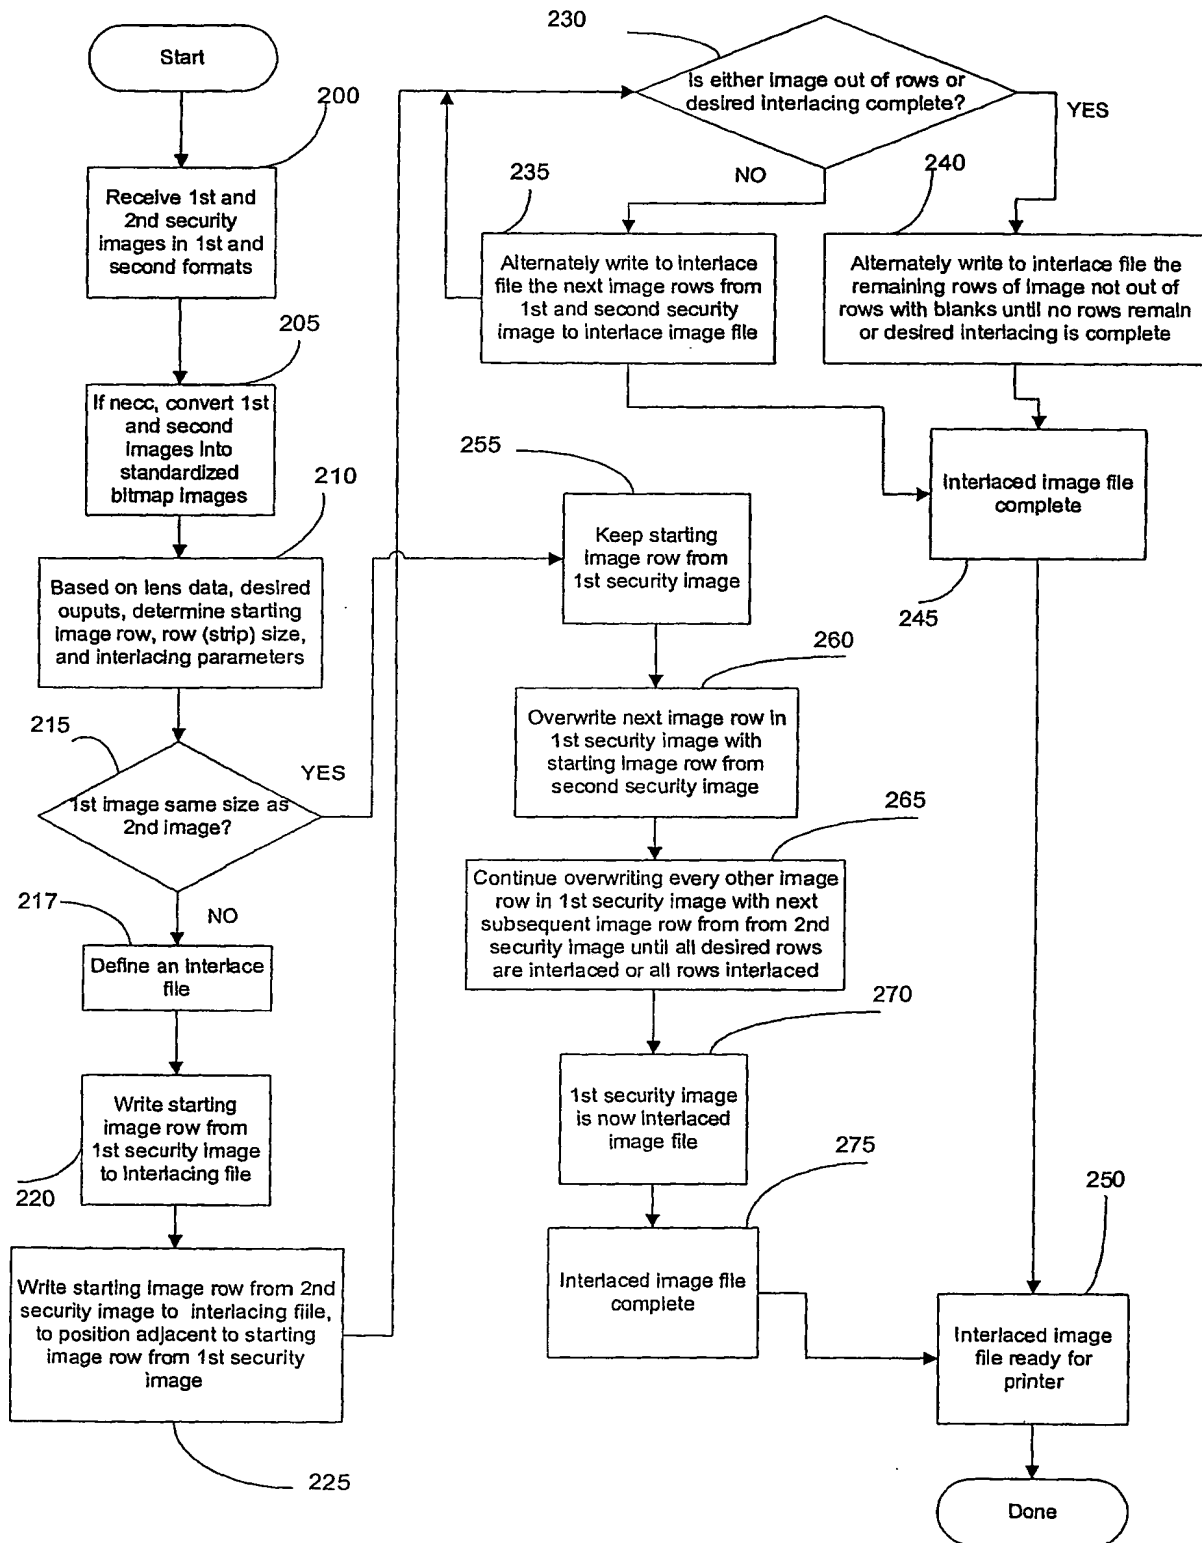 Start
200
Receive 1st and
2nd security
images in 1st and
second formats
205
If necc, convert 1st
and second
images into
standardized
bitmap images
210
Based on lens data, desired
ouputs, determine starting
image row, row (strip) size,
and interlacing parameters
215
1st image same size as
2nd image?
YES
NO
217
Define an interlace
file
Write starting
image row from
1st security image
to interlacing file
220
Write starting image row from 2nd
security image to interlacing fiile,
to position adjacent to starting
image row from 1st security
image
225
230
Is either image out of rows or
desired interlacing complete?
YES
NO
235
Alternately write to interlace
file the next image rows from
1st and second security
image to interlace image file
240
Alternately write to interlace file the
remaining rows of image not out of
rows with blanks until no rows remain
or desired interlacing is complete
Interlaced image file
complete
245
255
Keep starting
image row from
1st security image
260
Overwrite next image row in
1st security image with
starting image row from
second security image
265
Continue overwriting every other image
row in 1st security image with next
subsequent image row from from 2nd
security image until all desired rows
are interlaced or all rows interlaced
270
1st security image
is now interlaced
image file
275
Interlaced image file
complete
250
Interlaced image
file ready for
printer
Done